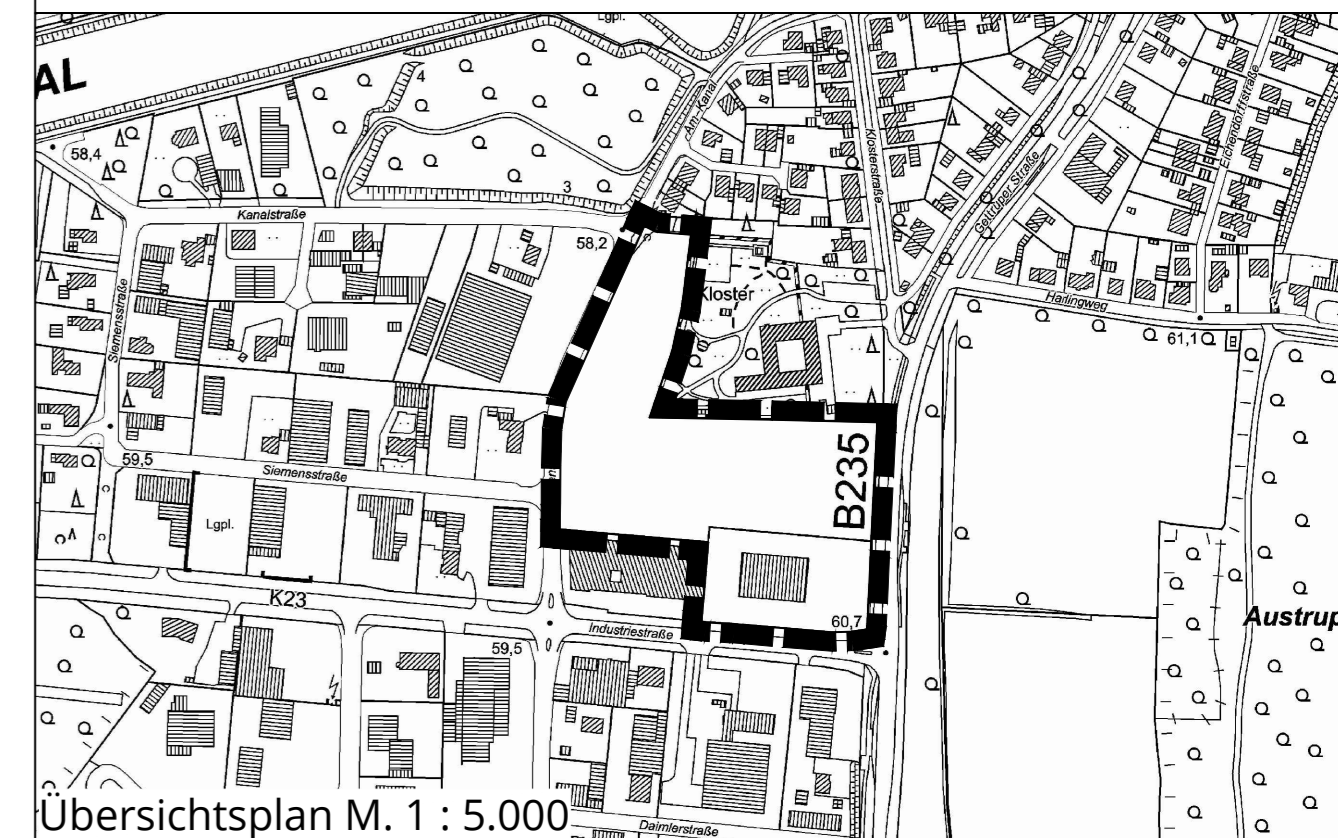 Lgpl.
AL
4
Am Kanal
58,4
Klosterstraße
Eichendorffstraße
Gettruper Straße
3
Kanalstraße
58,2
Kloster
Hailingweg
61,1
Siemensstraße
B235
59,5
Siemensstraße
Lgpl.
K23
Industriestraße
60,7
Austrup
59,5
Übersichtsplan M. 1 : 5.000
Daimlerstraße